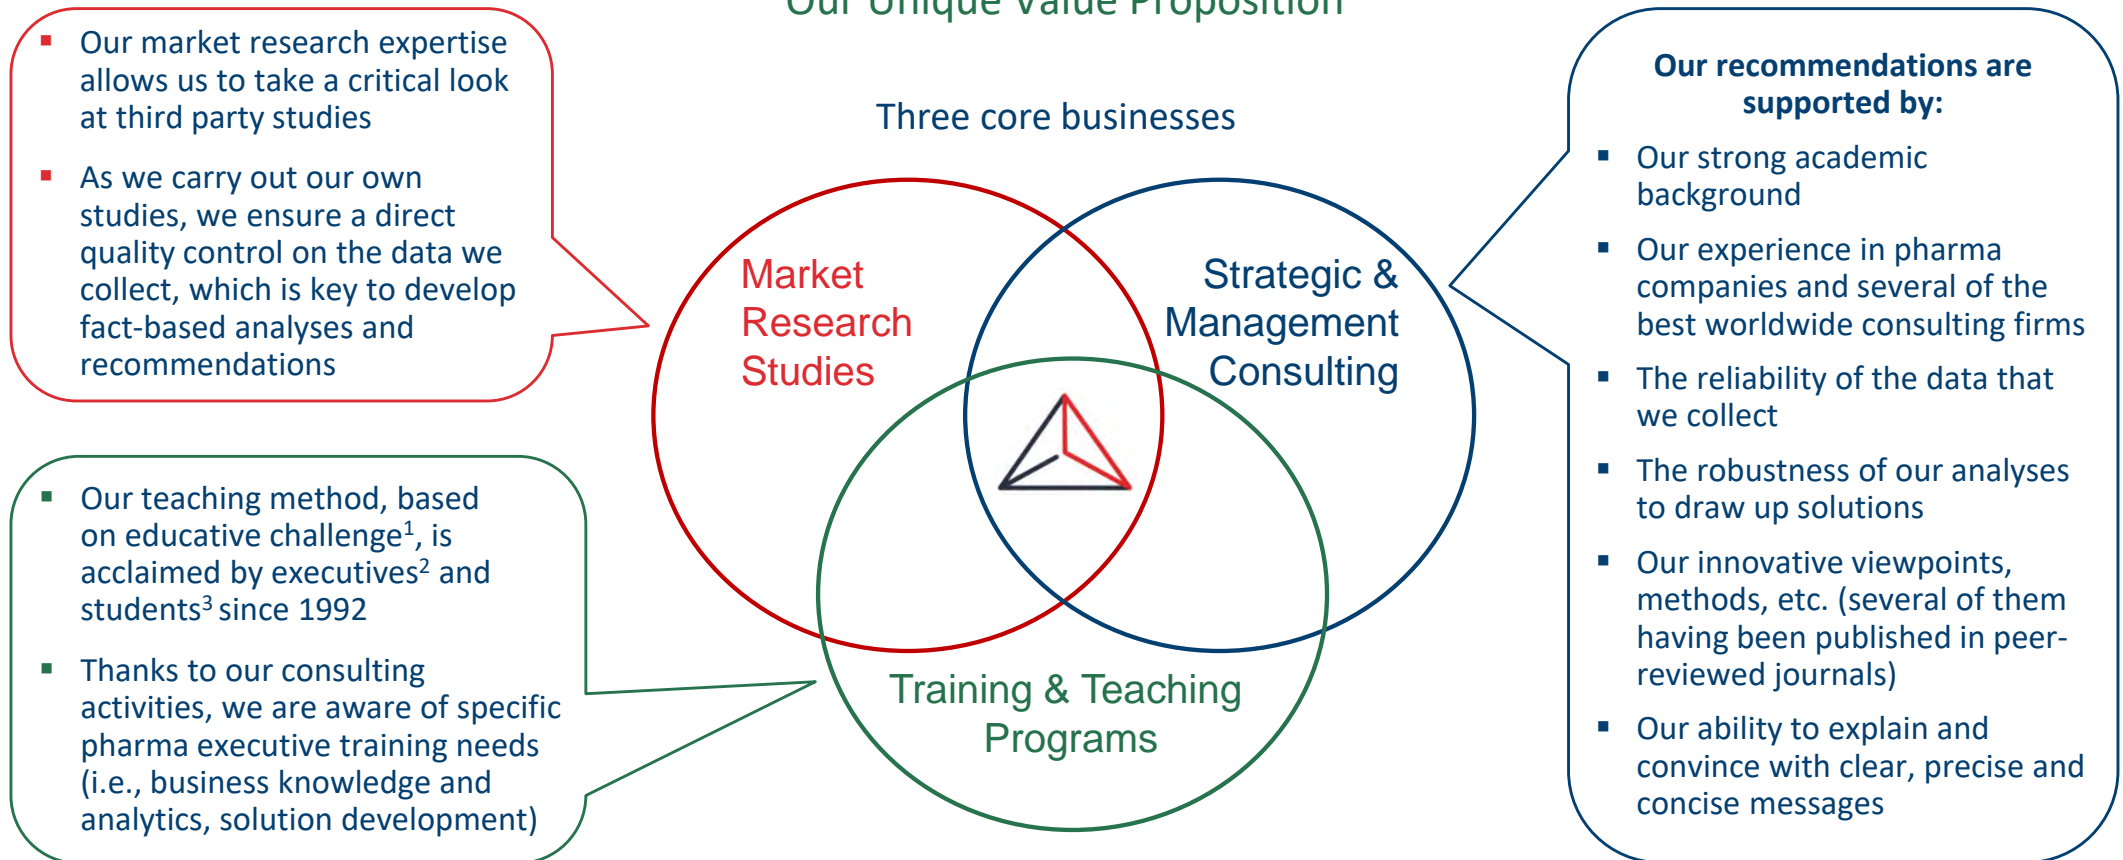 Our Unique Value Proposition
▪ Our market research expertise
allows us to take a critical look
at third party studies
▪ As we carry out our own
studies, we ensure a direct
quality control on the data we
collect, which is key to develop
fact-based analyses and
recommendations
▪ Our teaching method, based
on educative challenge¹, is
acclaimed by executives² and
students³ since 1992
▪ Thanks to our consulting
activities, we are aware of specific
pharma executive training needs
(i.e., business knowledge and
analytics, solution development)
Three core businesses
Market
Research
Studies
Strategic &
Management
Consulting
Training & Teaching
Programs
Our recommendations are
supported by:
▪ Our strong academic
background
▪ Our experience in pharma
companies and several of the
best worldwide consulting firms
▪ The reliability of the data that
we collect
▪ The robustness of our analyses
to draw up solutions
▪ Our innovative viewpoints,
methods, etc. (several of them
having been published in peer-
reviewed journals)
▪ Our ability to explain and
convince with clear, precise and
concise messages